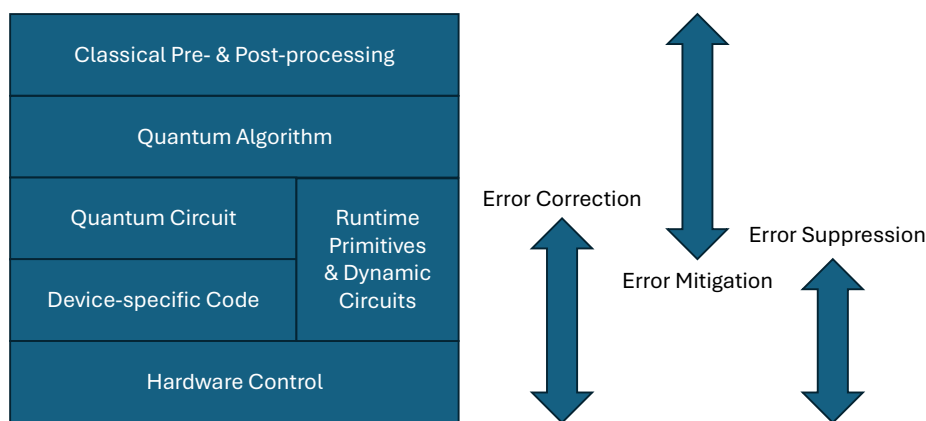 Classical Pre- & Post-processing
Quantum Algorithm
Quantum Circuit
Runtime
Primitives
& Dynamic
Circuits
Device-specific Code
Hardware Control
Error Correction
Error Mitigation
Error Suppression